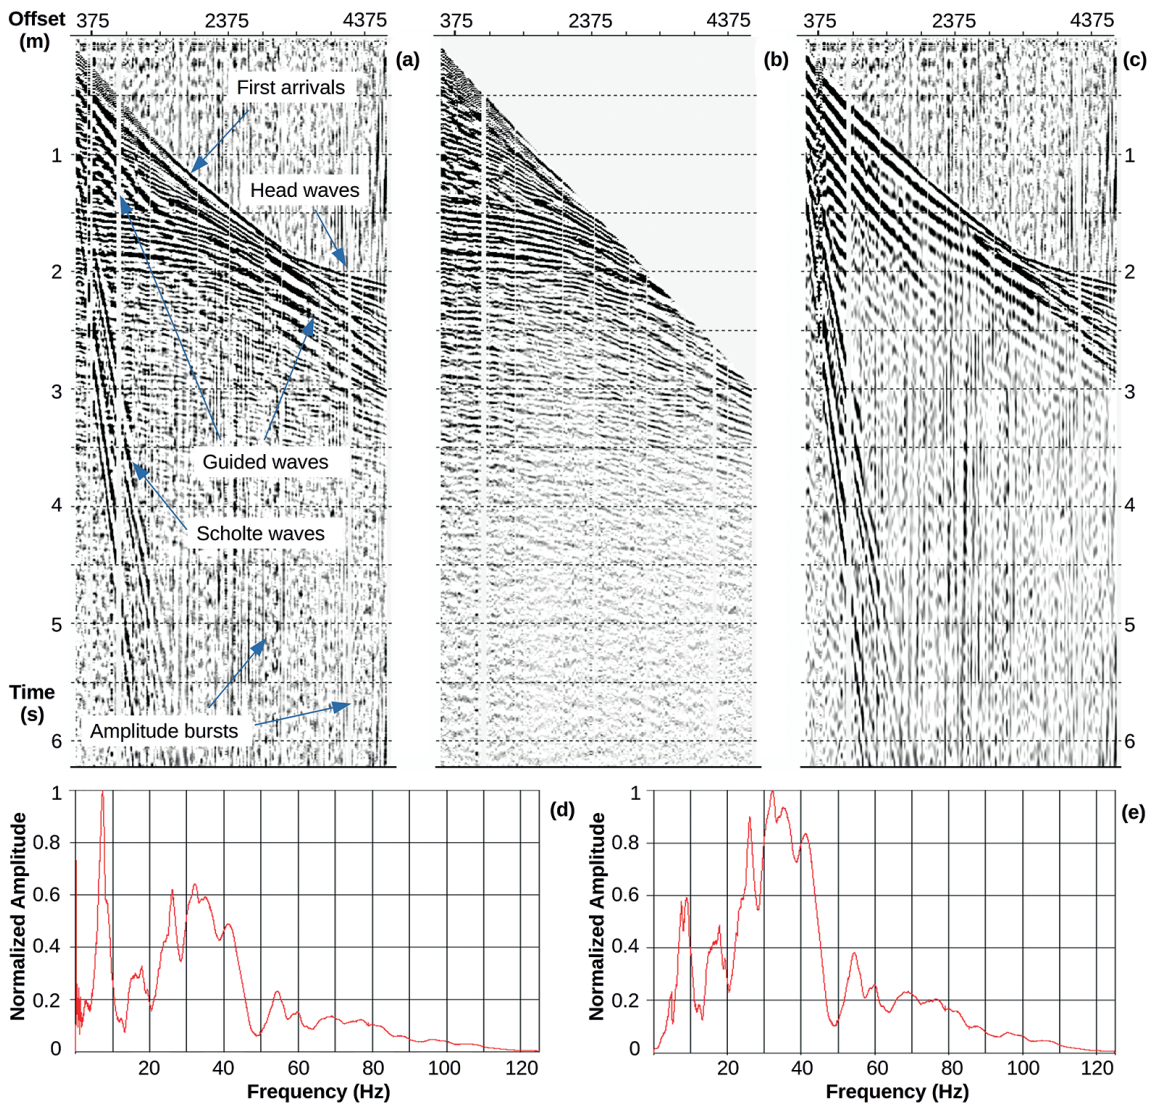 Offset
(m)
375 2375 4375
375 2375 4375
375 2375 4375
(a)
(b)
(c)
First arrivals
Head waves
Guided waves
Scholte waves
Amplitude bursts
1
2
3
4
5
6
Time
(s)
1
2
3
4
5
6
(d)
Normalized Amplitude
1
0.8
0.6
0.4
0.2
0
20 40 60 80 100 120
Frequency (Hz)
(e)
Normalized Amplitude
1
0.8
0.6
0.4
0.2
0
20 40 60 80 100 120
Frequency (Hz)